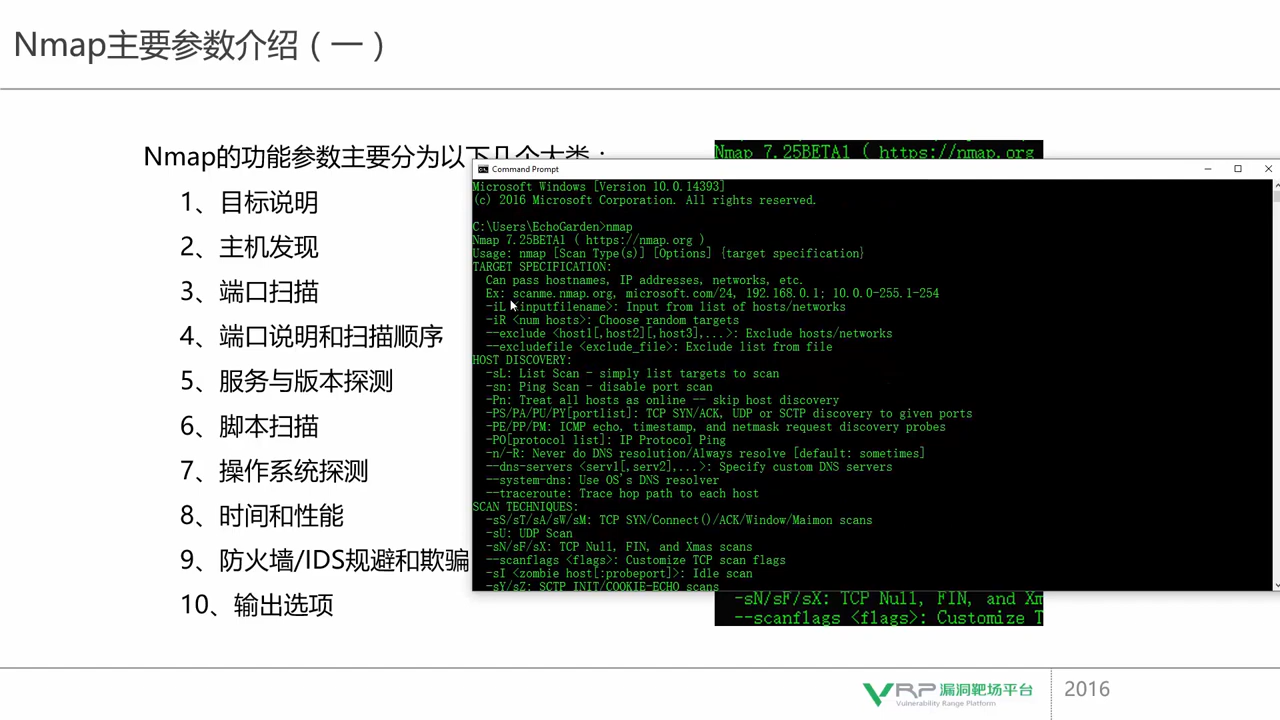 Nmap主要参数介绍（一）
Nmap的功能参数主要分为以下几个大类：
1、目标说明
2、主机发现
3、端口扫描
4、端口说明和扫描顺序
5、服务与版本探测
6、脚本扫描
7、操作系统探测
8、时间和性能
9、防火墙/IDS规避和欺骗
10、输出选项
Nmap 7.25BETA1 ( https://nmap.org
Command Prompt
Microsoft Windows [Version 10.0.14393]
(c) 2016 Microsoft Corporation. All rights reserved.
C:\Users\EchoGarden>nmap
Nmap 7.25BETA1 ( https://nmap.org )
Usage: nmap [Scan Type(s)] [Options] {target specification}
TARGET SPECIFICATION:
Can pass hostnames, IP addresses, networks, etc.
Ex: scanme.nmap.org, microsoft.com/24, 192.168.0.1; 10.0.0-255.1-254
-iL <inputfilename>: Input from list of hosts/networks
-iR <num hosts>: Choose random targets
--exclude <host1[,host2][,host3],...>: Exclude hosts/networks
--excludefile <exclude_file>: Exclude list from file
HOST DISCOVERY:
-sL: List Scan - simply list targets to scan
-sn: Ping Scan - disable port scan
-Pn: Treat all hosts as online -- skip host discovery
-PS/PA/PU/PY[portlist]: TCP SYN/ACK, UDP or SCTP discovery to given ports
-PE/PP/PM: ICMP echo, timestamp, and netmask request discovery probes
-PO[protocol list]: IP Protocol Ping
-n/-R: Never do DNS resolution/Always resolve [default: sometimes]
--dns-servers <serv1[,serv2],...>: Specify custom DNS servers
--system-dns: Use OS's DNS resolver
--traceroute: Trace hop path to each host
SCAN TECHNIQUES:
-sS/sT/sA/sW/sM: TCP SYN/Connect()/ACK/Window/Maimon scans
-sU: UDP Scan
-sN/sF/sX: TCP Null, FIN, and Xmas scans
--scanflags <flags>: Customize TCP scan flags
-sI <zombie host[:probeport]>: Idle scan
-sY/sZ: SCTP INIT/COOKIE-ECHO scans
-sN/sF/sX: TCP Null, FIN, and Xm
--scanflags <flags>: Customize T
VRP 漏洞靶场平台
Vulnerability Range Platform
2016